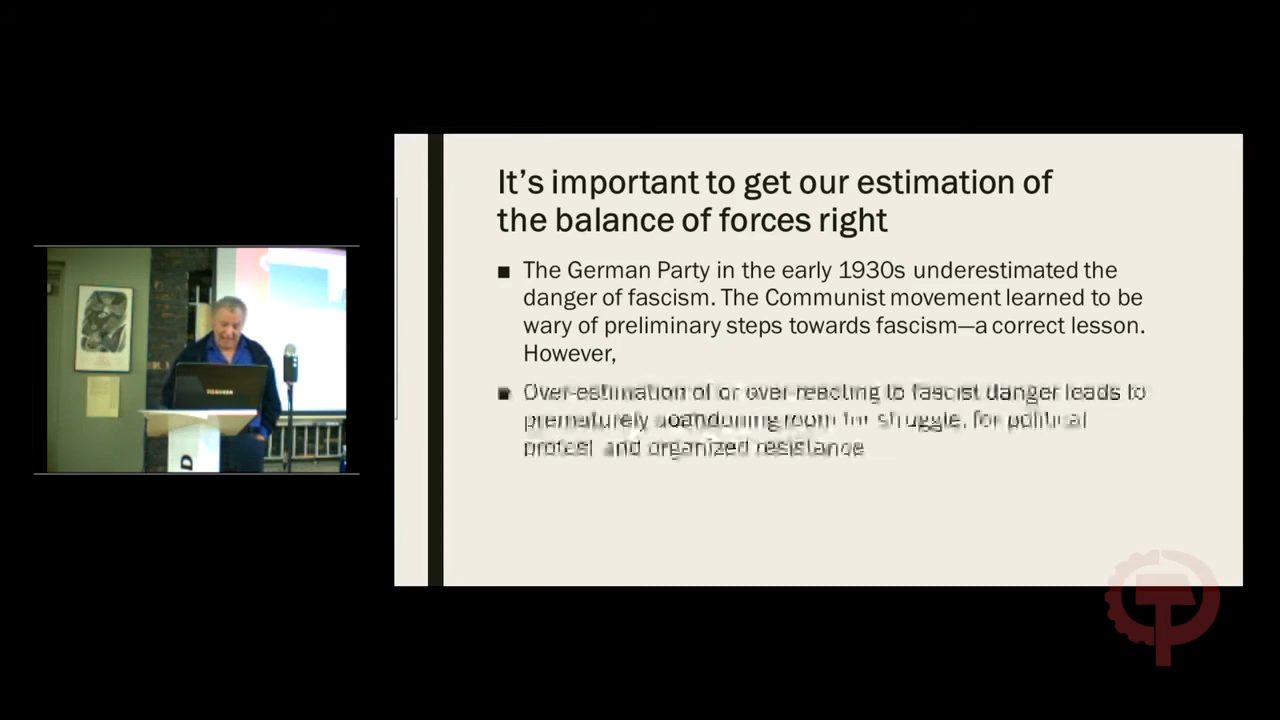 It's important to get our estimation of
the balance of forces right
■ The German Party in the early 1930s underestimated the
danger of fascism. The Communist movement learned to be
wary of preliminary steps towards fascism—a correct lesson.
However,
■ Over-estimation of or over-reacting to fascist danger leads to
prematurely abandoning room for struggle, for political
protest and organized resistance
TOSHIBA
D